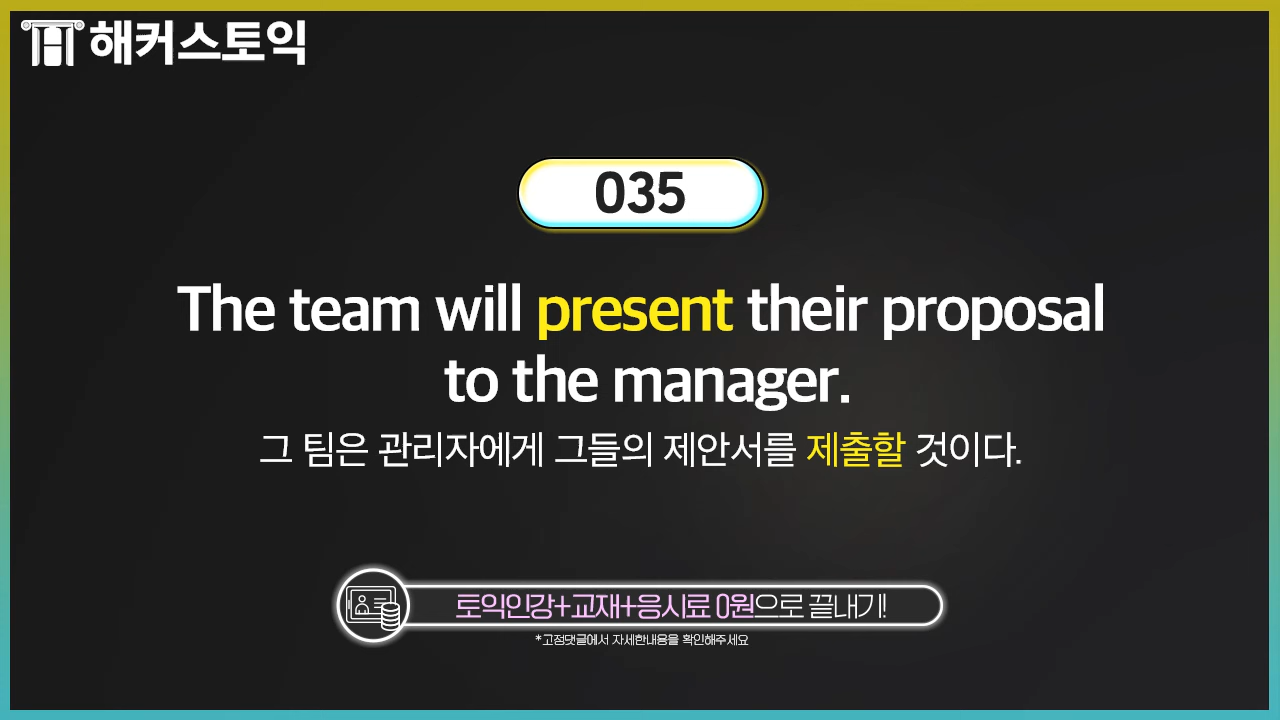 해커스토익
035
The team will present their proposal
to the manager.
그 팀은 관리자에게 그들의 제안서를 제출할 것이다.
토익인강+교재+응시료 0원으로 끝내기!
*고정댓글에서 자세한내용을 확인해주세요